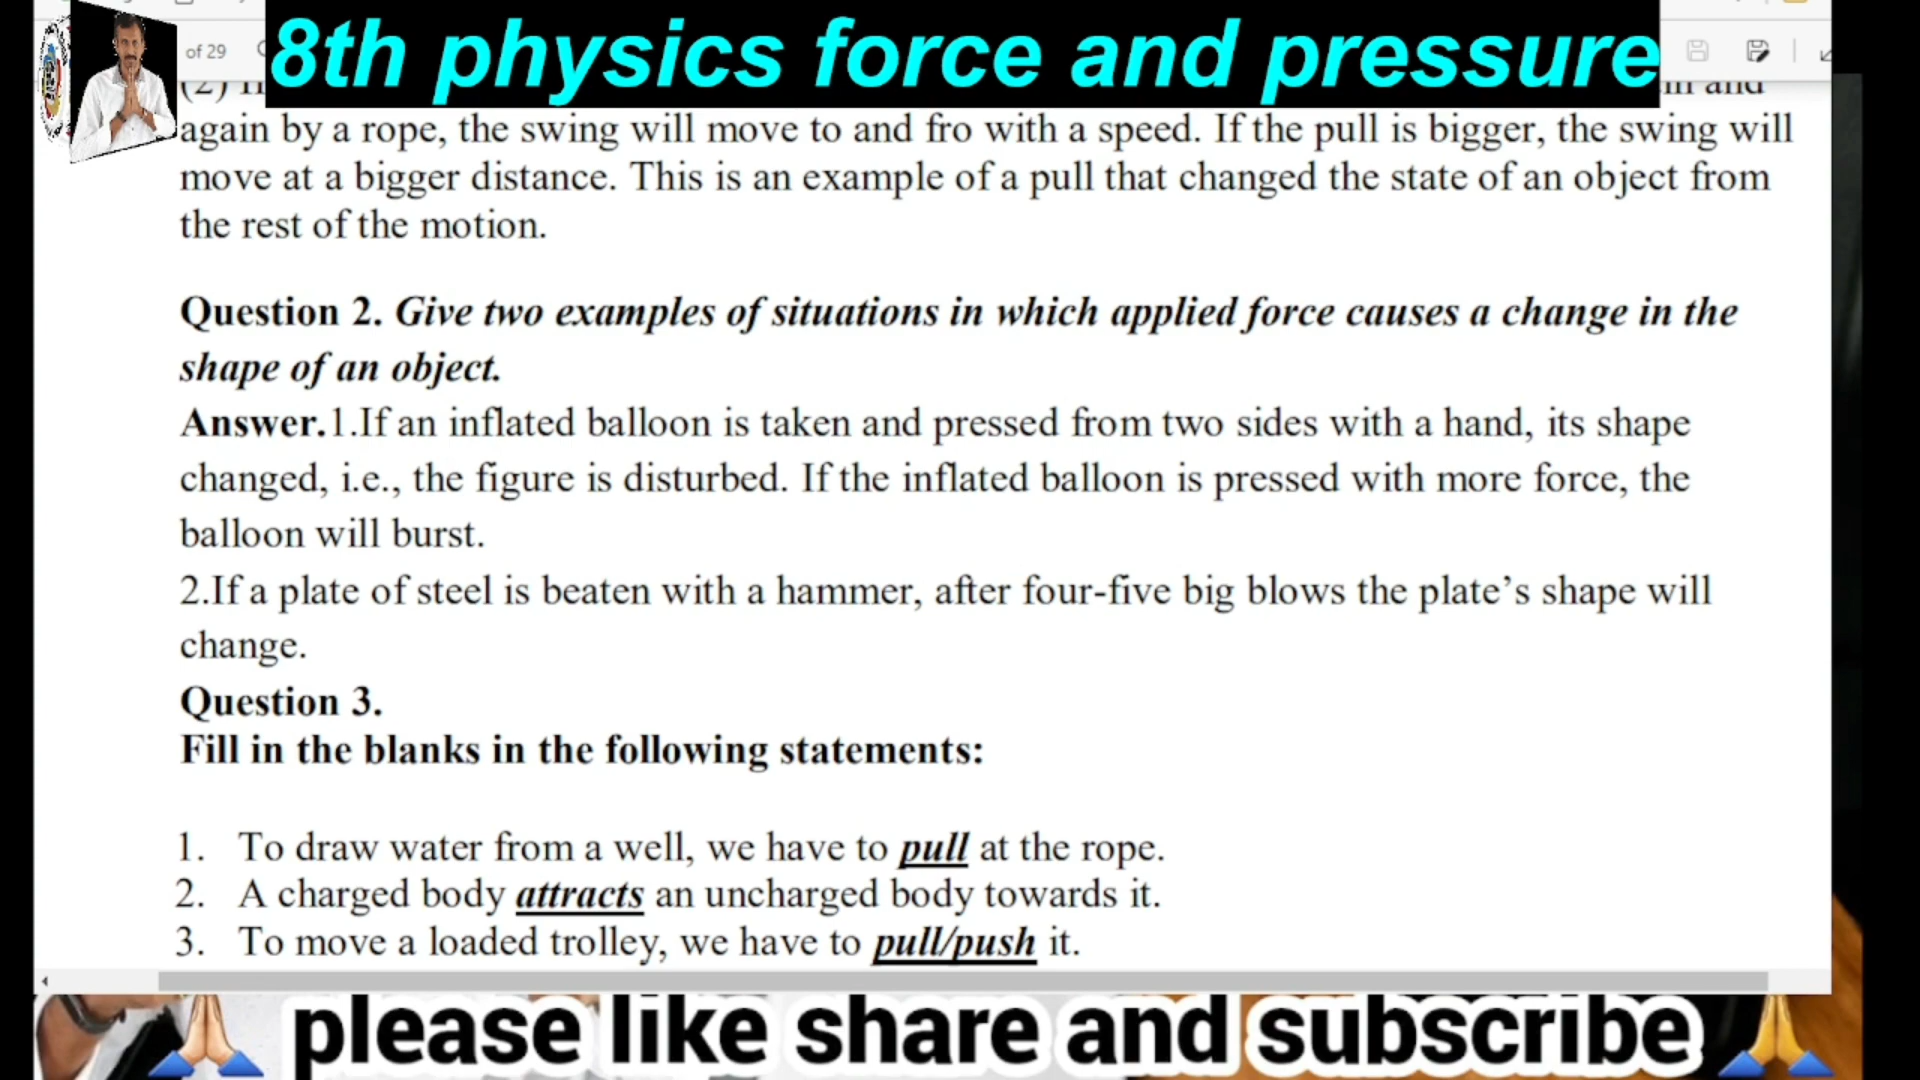 8th physics force and pressure
of 29
again by a rope, the swing will move to and fro with a speed. If the pull is bigger, the swing will
move at a bigger distance. This is an example of a pull that changed the state of an object from
the rest of the motion.
Question 2. Give two examples of situations in which applied force causes a change in the
shape of an object.
Answer.1.If an inflated balloon is taken and pressed from two sides with a hand, its shape
changed, i.e., the figure is disturbed. If the inflated balloon is pressed with more force, the
balloon will burst.
2.If a plate of steel is beaten with a hammer, after four-five big blows the plate’s shape will
change.
Question 3.
Fill in the blanks in the following statements:
1. To draw water from a well, we have to pull at the rope.
2. A charged body attracts an uncharged body towards it.
3. To move a loaded trolley, we have to pull/push it.
please like share and subscribe